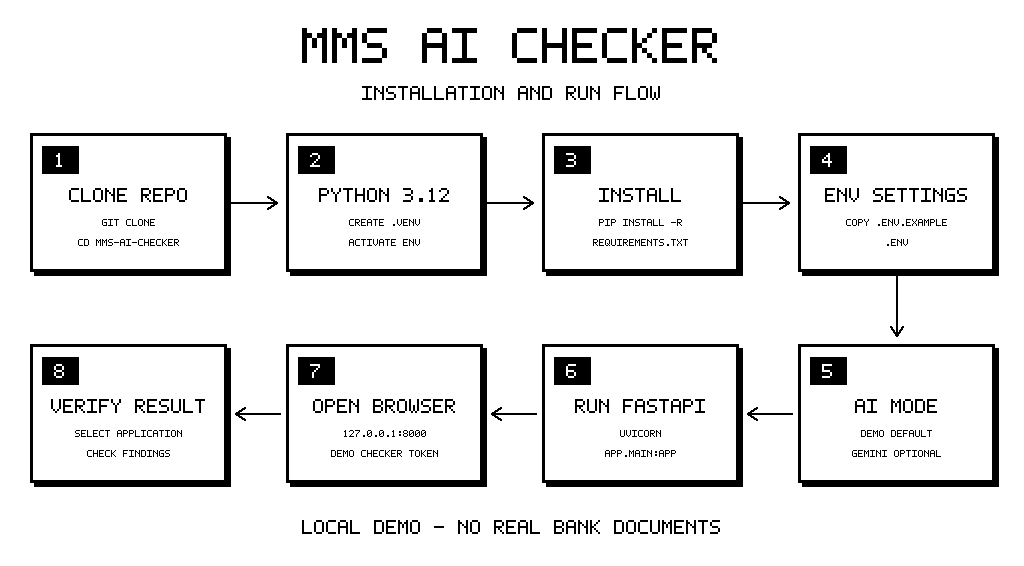 MMS AI CHECKER
INSTALLATION AND RUN FLOW
1
CLONE REPO
GIT CLONE
CD MMS-AI-CHECKER
2
PYTHON 3.12
CREATE .VENV
ACTIVATE ENV
3
INSTALL
PIP INSTALL -R
REQUIREMENTS.TXT
4
ENV SETTINGS
COPY .ENV.EXAMPLE
.ENV
5
AI MODE
DEMO DEFAULT
GEMINI OPTIONAL
6
RUN FASTAPI
UVICORN
APP.MAIN:APP
7
OPEN BROWSER
127.0.0.1:8000
DEMO CHECKER TOKEN
8
VERIFY RESULT
SELECT APPLICATION
CHECK FINDINGS
LOCAL DEMO - NO REAL BANK DOCUMENTS